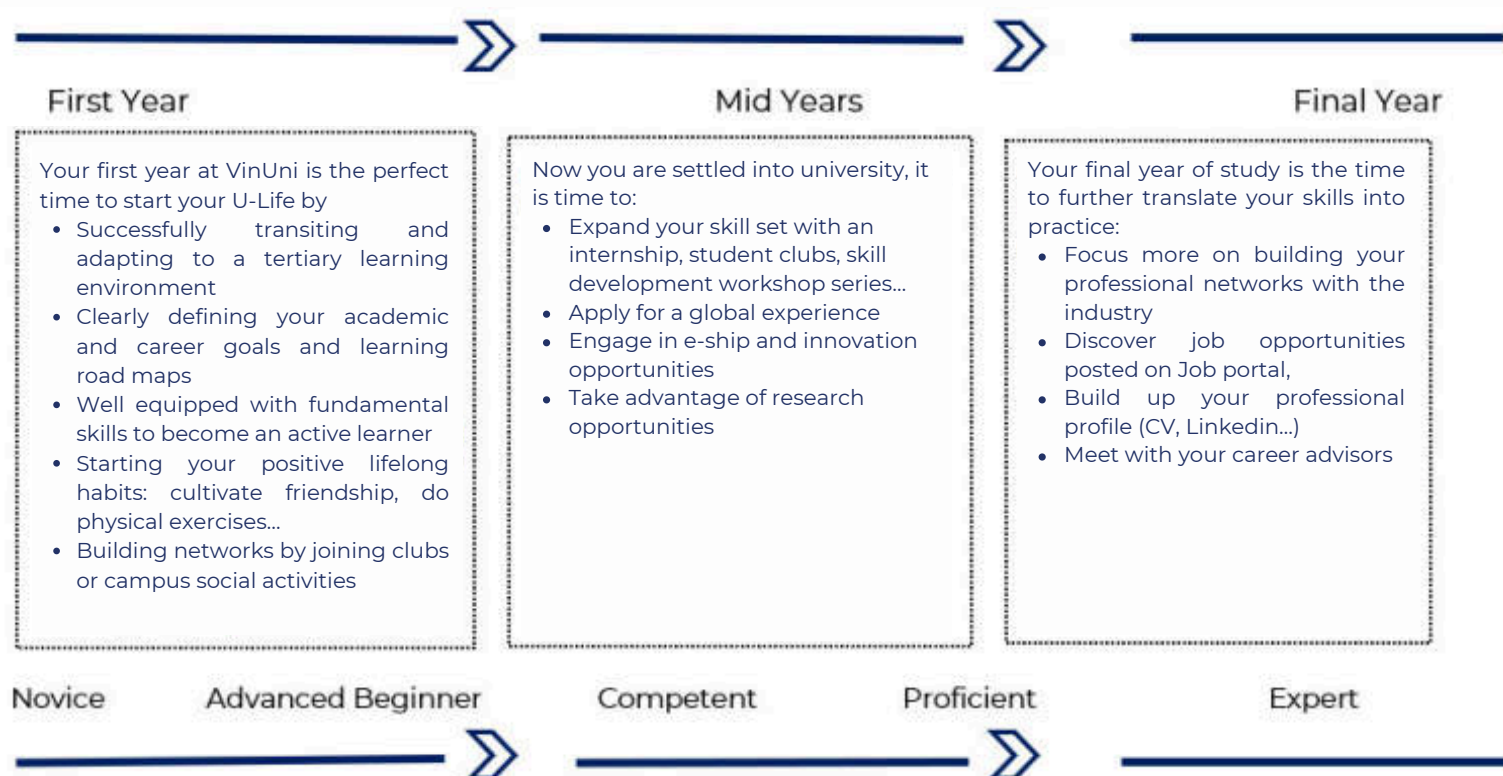 First Year
Mid Years
Final Year
Your first year at VinUni is the perfect
time to start your U-Life by
• Successfully transiting and
adapting to a tertiary learning
environment
• Clearly defining your academic
and career goals and learning
road maps
• Well equipped with fundamental
skills to become an active learner
• Starting your positive lifelong
habits: cultivate friendship, do
physical exercises...
• Building networks by joining clubs
or campus social activities
Now you are settled into university, it
is time to:
• Expand your skill set with an
internship, student clubs, skill
development workshop series...
• Apply for a global experience
• Engage in e-ship and innovation
opportunities
• Take advantage of research
opportunities
Your final year of study is the time
to further translate your skills into
practice:
• Focus more on building your
professional networks with the
industry
• Discover job opportunities
posted on Job portal,
• Build up your professional
profile (CV, Linkedin...)
• Meet with your career advisors
Novice
Advanced Beginner
Competent
Proficient
Expert